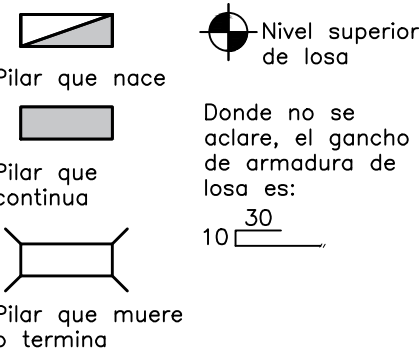 Pilar que nace
Pilar que
continua
Pilar que muere
o termina
Nivel superior
de losa
Donde no se
aclare, el gancho
de armadura de
losa es:
30
10